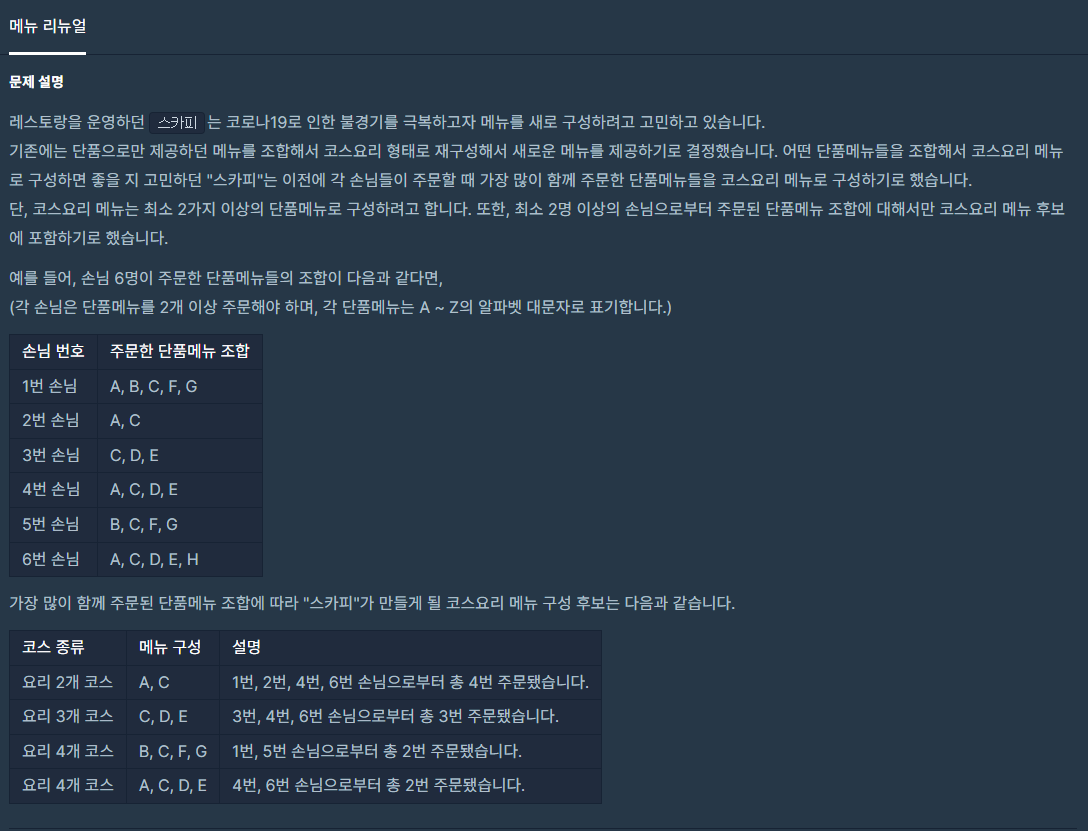 메뉴 리뉴얼
문제 설명
레스토랑을 운영하던 스카피 는 코로나19로 인한 불경기를 극복하고자 메뉴를 새로 구성하려고 고민하고 있습니다.
기존에는 단품으로만 제공하던 메뉴를 조합해서 코스요리 형태로 재구성해서 새로운 메뉴를 제공하기로 결정했습니다. 어떤 단품메뉴들을 조합해서 코스요리 메뉴
로 구성하면 좋을 지 고민하던 "스카피"는 이전에 각 손님들이 주문할 때 가장 많이 함께 주문한 단품메뉴들을 코스요리 메뉴로 구성하기로 했습니다.
단, 코스요리 메뉴는 최소 2가지 이상의 단품메뉴로 구성하려고 합니다. 또한, 최소 2명 이상의 손님으로부터 주문된 단품메뉴 조합에 대해서만 코스요리 메뉴 후보
에 포함하기로 했습니다.
예를 들어, 손님 6명이 주문한 단품메뉴들의 조합이 다음과 같다면,
(각 손님은 단품메뉴를 2개 이상 주문해야 하며, 각 단품메뉴는 A ~ Z의 알파벳 대문자로 표기합니다.)
손님 번호 주문한 단품메뉴 조합
1번 손님 A, B, C, F, G
2번 손님 A, C
3번 손님 C, D, E
4번 손님 A, C, D, E
5번 손님 B, C, F, G
6번 손님 A, C, D, E, H
가장 많이 함께 주문된 단품메뉴 조합에 따라 "스카피"가 만들게 될 코스요리 메뉴 구성 후보는 다음과 같습니다.
코스 종류 메뉴 구성 설명
요리 2개 코스 A, C 1번, 2번, 4번, 6번 손님으로부터 총 4번 주문됐습니다.
요리 3개 코스 C, D, E 3번, 4번, 6번 손님으로부터 총 3번 주문됐습니다.
요리 4개 코스 B, C, F, G 1번, 5번 손님으로부터 총 2번 주문됐습니다.
요리 4개 코스 A, C, D, E 4번, 6번 손님으로부터 총 2번 주문됐습니다.